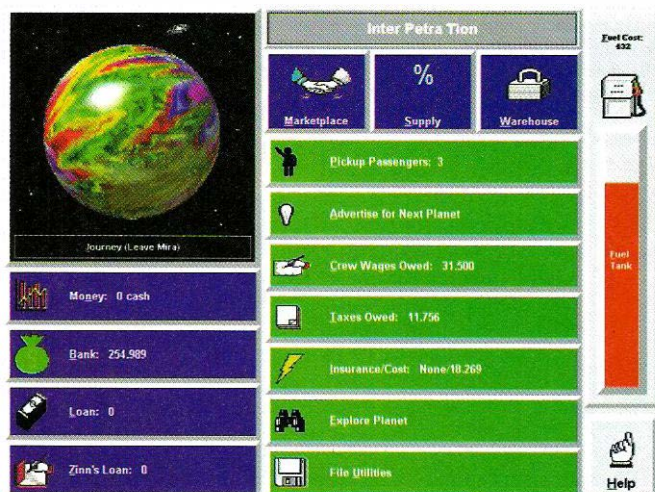 Inter Petra Tion
Fuel Cost:
432
%
Marketplace
Supply
Warehouse
Pickup Passengers: 3
Advertise for Next Planet
Journey (Leave Mira)
Crew Wages Owed: 31.500
Fuel
Tank
Money: 0 cash
Taxes Owed: 11.756
Bank: 254.989
Insurance/Cost: None/18.269
Loan: 0
Explore Planet
Zinn's Loan: 0
File Utilities
Help